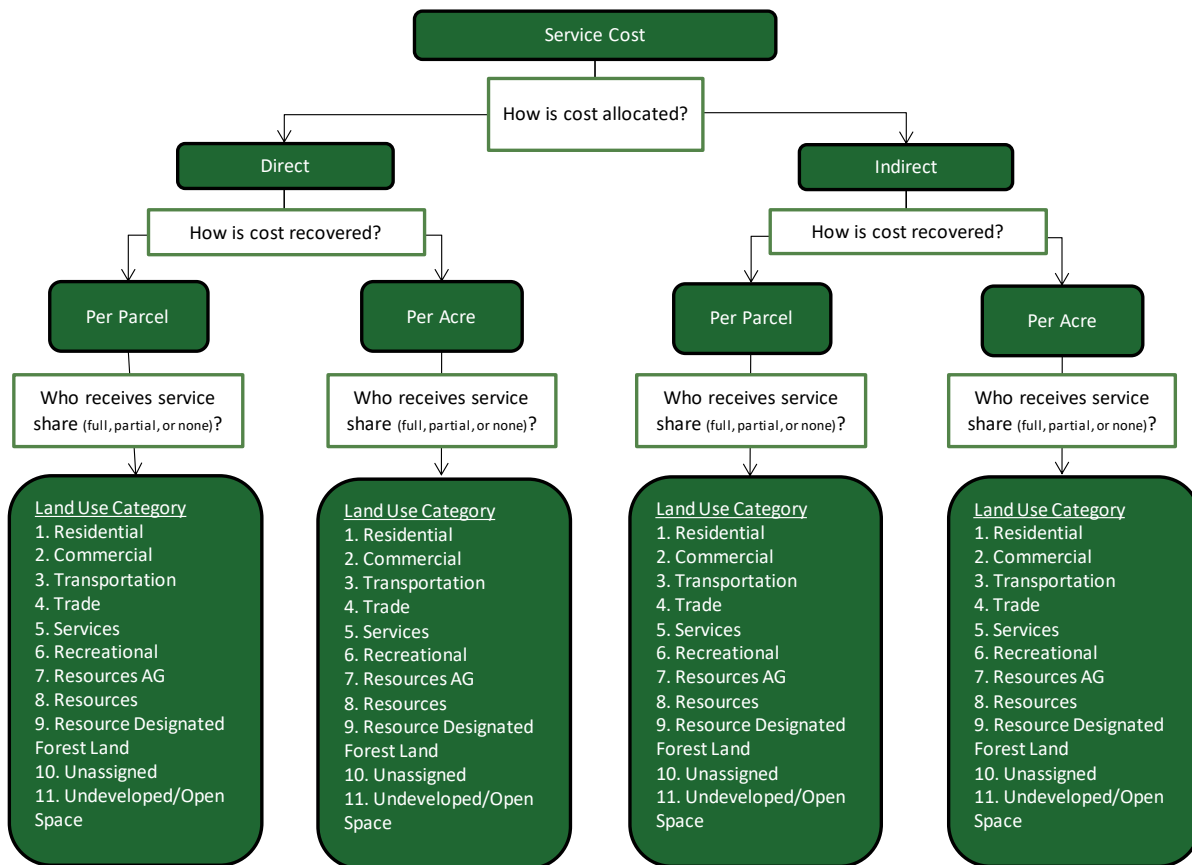 Service Cost
How is cost allocated?
Direct
Indirect
How is cost recovered?
How is cost recovered?
Per Parcel
Per Acre
Per Parcel
Per Acre
Who receives service
share (full, partial, or none)?
Who receives service
share (full, partial, or none)?
Who receives service
share (full, partial, or none)?
Who receives service
share (full, partial, or none)?
Land Use Category
1. Residential
2. Commercial
3. Transportation
4. Trade
5. Services
6. Recreational
7. Resources AG
8. Resources
9. Resource Designated
Forest Land
10. Unassigned
11. Undeveloped/Open
Space
Land Use Category
1. Residential
2. Commercial
3. Transportation
4. Trade
5. Services
6. Recreational
7. Resources AG
8. Resources
9. Resource Designated
Forest Land
10. Unassigned
11. Undeveloped/Open
Space
Land Use Category
1. Residential
2. Commercial
3. Transportation
4. Trade
5. Services
6. Recreational
7. Resources AG
8. Resources
9. Resource Designated
Forest Land
10. Unassigned
11. Undeveloped/Open
Space
Land Use Category
1. Residential
2. Commercial
3. Transportation
4. Trade
5. Services
6. Recreational
7. Resources AG
8. Resources
9. Resource Designated
Forest Land
10. Unassigned
11. Undeveloped/Open
Space